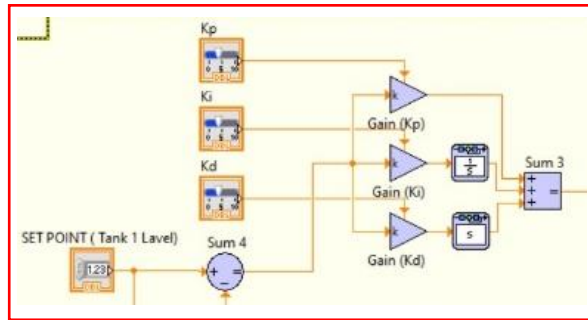 Kp
Ki
Gain (Kp)
1/s
Sum 3
Kd
Gain (Ki)
s
SET POINT ( Tank 1 Lavel)
Sum 4
Gain (Kd)
1.23
k
k
k
+
+
+
=
+
−
=